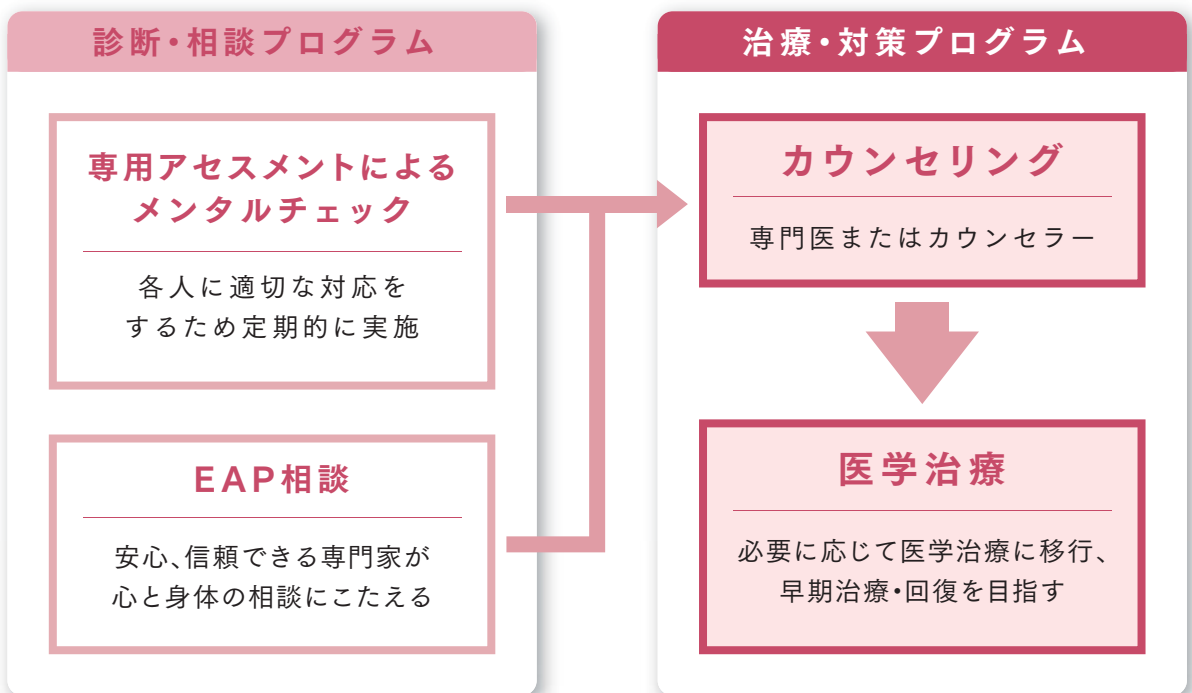 診断・相談プログラム
専用アセスメントによる
メンタルチェック
各人に適切な対応を
するため定期的に実施
EAP相談
安心、信頼できる専門家が
心と身体の相談にこたえる
治療・対策プログラム
カウンセリング
専門医またはカウンセラー
医学治療
必要に応じて医学治療に移行、
早期治療・回復を目指す